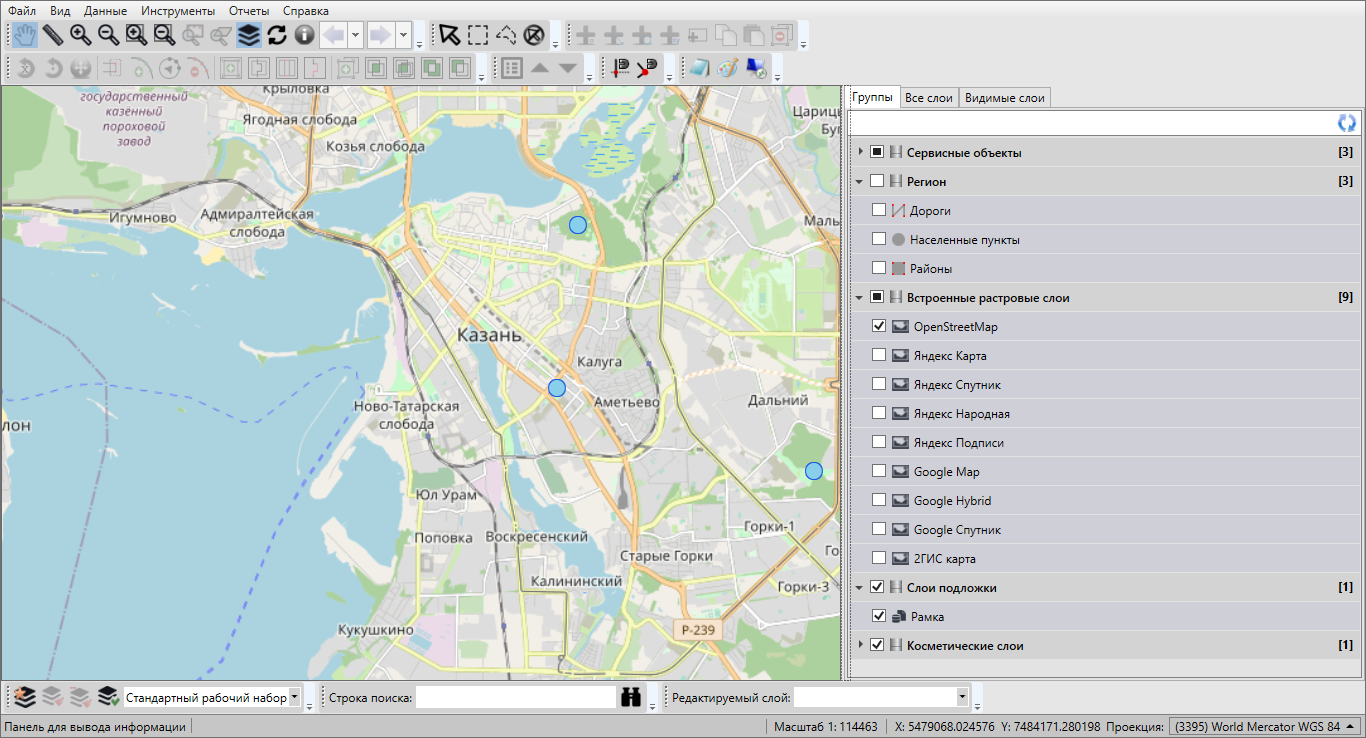 Файл Вид Данные Инструменты Отчеты Справка
Группы Все слои Видимые слои
Сервисные объекты [3]
Регион [3]
Дороги
Населенные пункты
Районы
Встроенные растровые слои [9]
OpenStreetMap
Яндекс Карта
Яндекс Спутник
Яндекс Народная
Яндекс Подписи
Google Map
Google Hybrid
Google Спутник
2ГИС карта
Слои подложки [1]
Рамка
Косметические слои [1]
государственный
казённый
пороховой
завод
Крыловка
Ягодная слобода
Козья слобода
Цариц
Буг
Игумново
Адмиралтейская
слобода
Малы
Казань
Калуга
Аметьево
Дальний
Ново-Татарская
слобода
лон
Юл Урам
Поповка
Воскресенский
Горки-1
Старые Горки
Го
Калининский
Горки-3
Кукушкино
Р-239
Стандартный рабочий набор Строка поиска: Редактируемый слой:
Панель для вывода информации Масштаб 1: 114463 X: 5479068.024576 Y: 7484171.280198 Проекция: (3395) World Mercator WGS 84